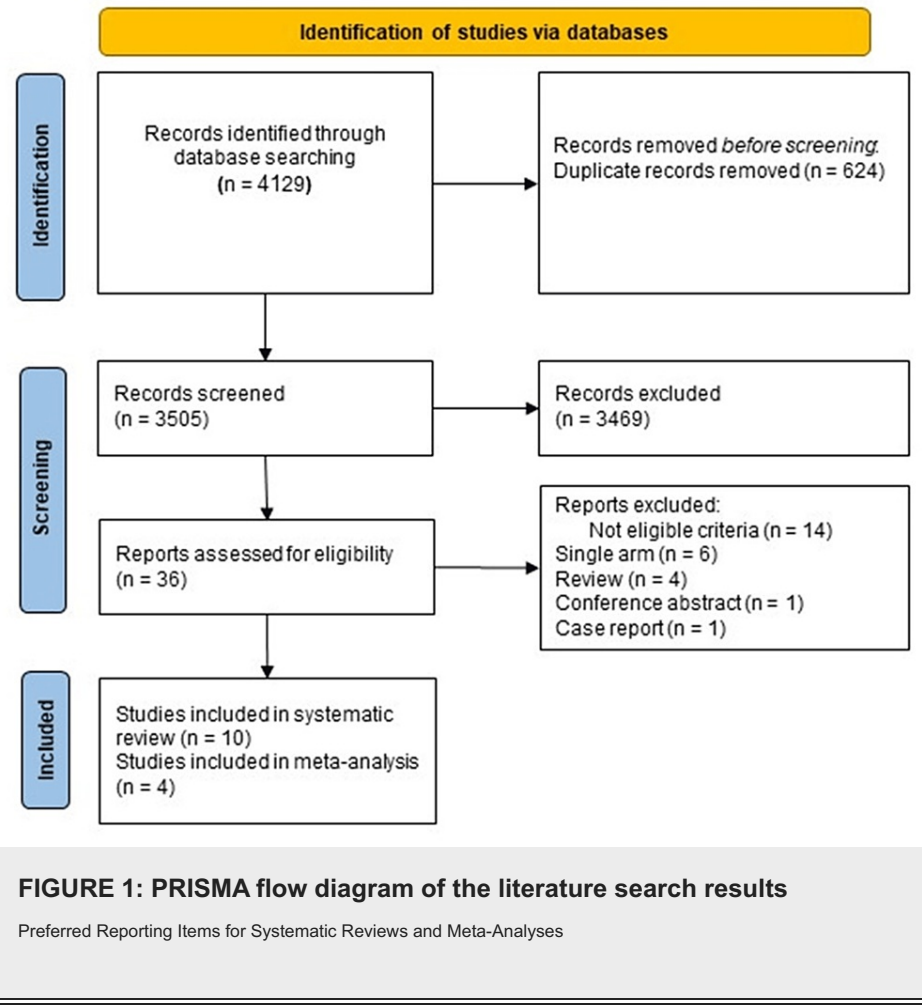 Identification of studies via databases
Identification
Records identified through
database searching
(n = 4129)
Records removed before screening:
Duplicate records removed (n = 624)
Screening
Records screened
(n = 3505)
Records excluded
(n = 3469)
Reports assessed for eligibility
(n = 36)
Reports excluded:
Not eligible criteria (n = 14)
Single arm (n = 6)
Review (n = 4)
Conference abstract (n = 1)
Case report (n = 1)
Included
Studies included in systematic
review (n = 10)
Studies included in meta-analysis
(n = 4)
FIGURE 1: PRISMA flow diagram of the literature search results
Preferred Reporting Items for Systematic Reviews and Meta-Analyses